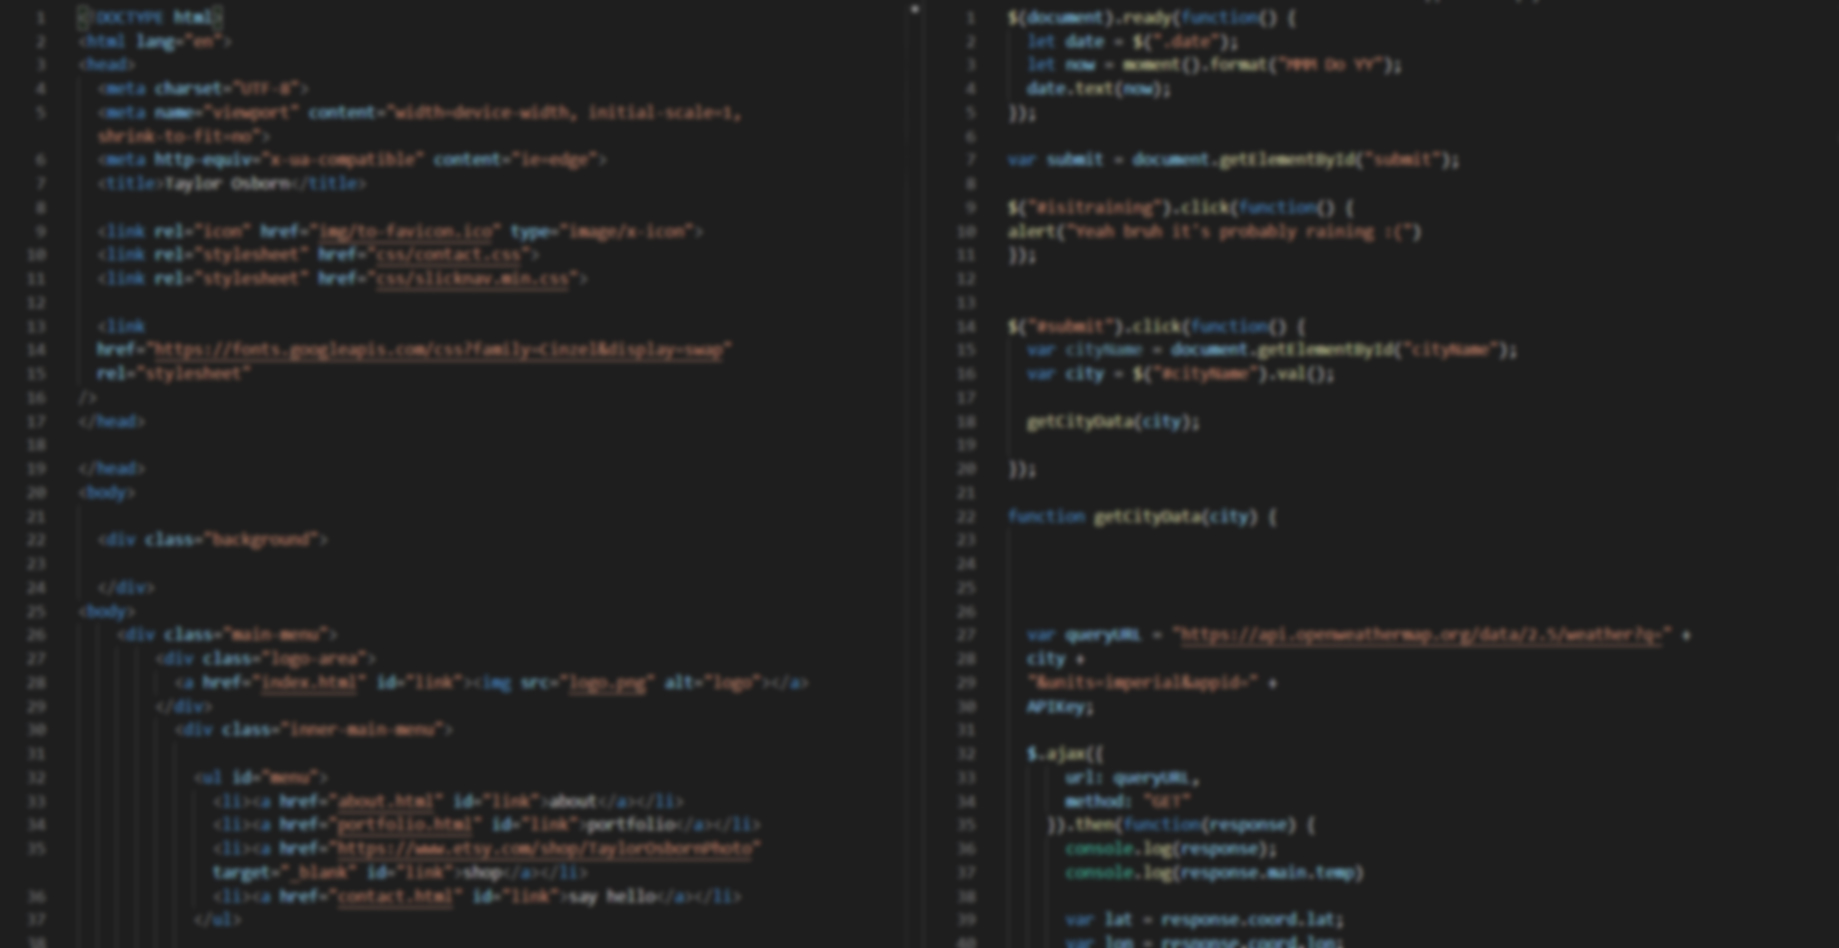 1 <!DOCTYPE html>
2 <html lang="en">
3 <head>
4 <meta charset="UTF-8">
5 <meta name="viewport" content="width=device-width, initial-scale=1,
shrink-to-fit=no">
6 <meta http-equiv="x-ua-compatible" content="ie=edge">
7 <title>Taylor Osborn</title>
8
9 <link rel="icon" href="img/to-favicon.ico" type="image/x-icon">
10 <link rel="stylesheet" href="css/contact.css">
11 <link rel="stylesheet" href="css/slicknav.min.css">
12
13 <link
14 href="https://fonts.googleapis.com/css?family=Cinzel&display=swap"
15 rel="stylesheet"
16 />
17 </head>
18
19 </head>
20 <body>
21
22 <div class="background">
23
24 </div>
25 <body>
26 <div class="main-menu">
27 <div class="logo-area">
28 <a href="index.html" id="link"><img src="logo.png" alt="logo"></a>
29 </div>
30 <div class="inner-main-menu">
31
32 <ul id="menu">
33 <li><a href="about.html" id="link">about</a></li>
34 <li><a href="portfolio.html" id="link">portfolio</a></li>
35 <li><a href="https://www.etsy.com/shop/TaylorOsbornPhoto"
target="_blank" id="link">shop</a></li>
36 <li><a href="contact.html" id="link">say hello</a></li>
37 </ul>
38
1 $(document).ready(function() {
2 let date = $(".date");
3 let now = moment().format("MMM Do YY");
4 date.text(now);
5 });
6
7 var submit = document.getElementById("submit");
8
9 $("#isitraining").click(function() {
10 alert("Yeah bruh it's probably raining :(")
11 });
12
13
14 $("#submit").click(function() {
15 var cityName = document.getElementById("cityName");
16 var city = $("#cityName").val();
17
18 getCityData(city);
19
20 });
21
22 function getCityData(city) {
23
24
25
26
27 var queryURL = "https://api.openweathermap.org/data/2.5/weather?q=" +
28 city +
29 "&units=imperial&appid=" +
30 APIKey;
31
32 $.ajax({
33 url: queryURL,
34 method: "GET"
35 }).then(function(response) {
36 console.log(response);
37 console.log(response.main.temp)
38
39 var lat = response.coord.lat;
40 var lon = response.coord.lon;